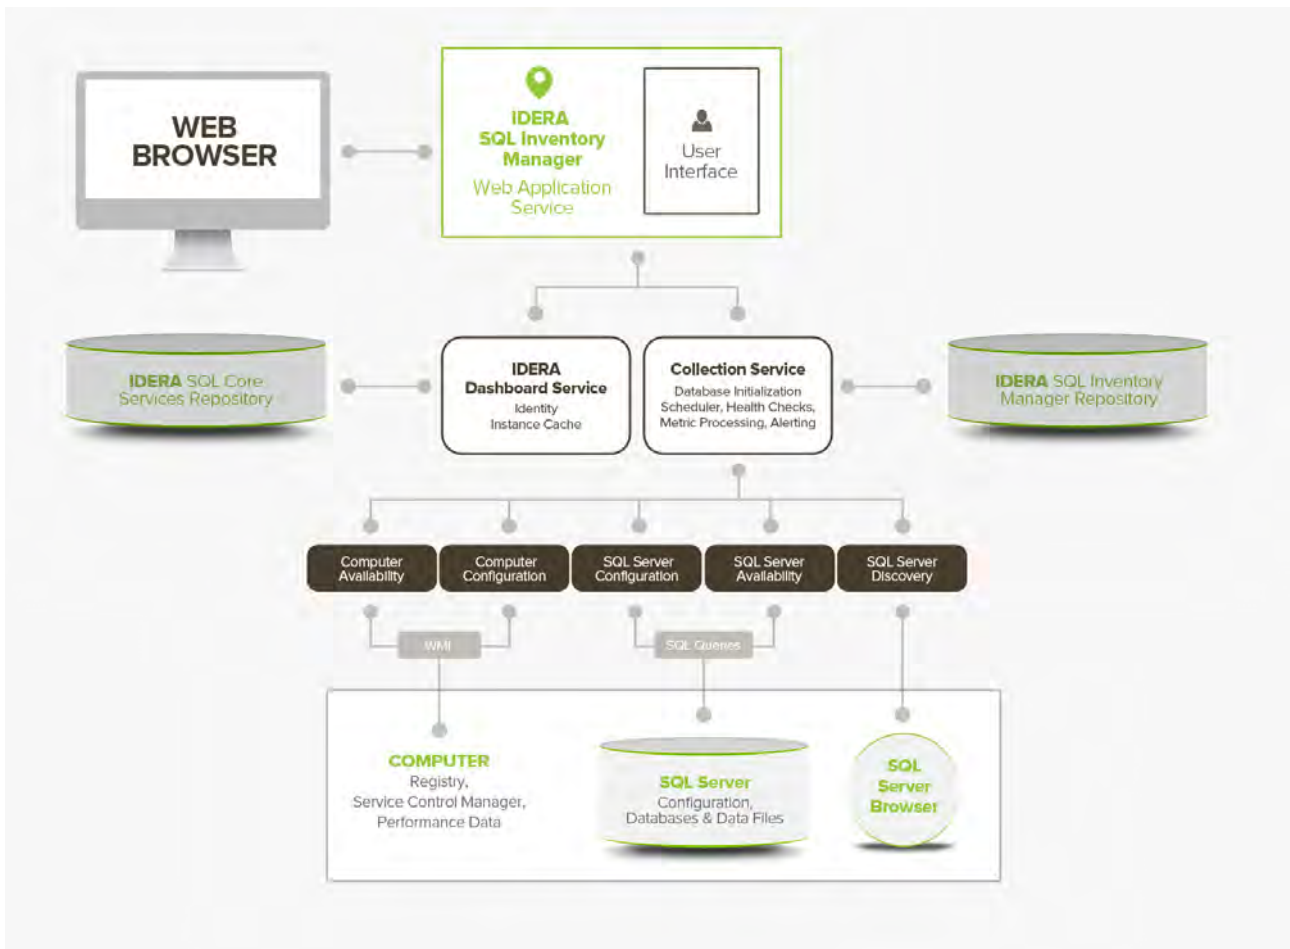 WEB
BROWSER
IDERA
SQL Inventory
Manager
Web Application
Service
User
Interface
IDERA SQL Core
Services Repository
IDERA
Dashboard Service
Identity
Instance Cache
Collection Service
Database Initialization
Scheduler, Health Checks,
Metric Processing, Alerting
IDERA SQL Inventory
Manager Repository
Computer
Availability
Computer
Configuration
SQL Server
Configuration
SQL Server
Availability
SQL Server
Discovery
WMI
SQL Queries
COMPUTER
Registry,
Service Control Manager,
Performance Data
SQL Server
Configuration,
Databases & Data Files
SQL
Server
Browser